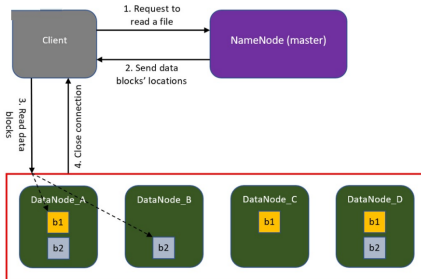 1. Request to
read a file
Client
NameNode (master)
2. Send data
blocks' locations
3. Read data
blocks
4. Close connection
DataNode_A
b1
b2
DataNode_B
b2
DataNode_C
b1
DataNode_D
b1
b2